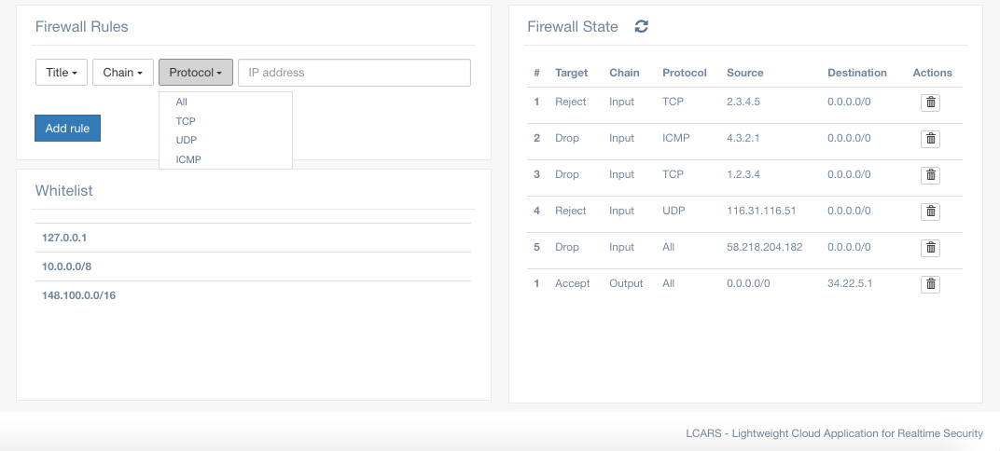 Firewall Rules
Title Chain Protocol IP address
All
TCP
UDP
ICMP
Add rule
Whitelist
127.0.0.1
10.0.0.0/8
148.100.0.0/16
Firewall State
# Target Chain Protocol Source Destination Actions
1 Reject Input TCP 2.3.4.5 0.0.0.0/0
2 Drop Input ICMP 4.3.2.1 0.0.0.0/0
3 Drop Input TCP 1.2.3.4 0.0.0.0/0
4 Reject Input UDP 116.31.116.51 0.0.0.0/0
5 Drop Input All 58.218.204.182 0.0.0.0/0
1 Accept Output All 0.0.0.0/0 34.22.5.1
LCARS - Lightweight Cloud Application for Realtime Security